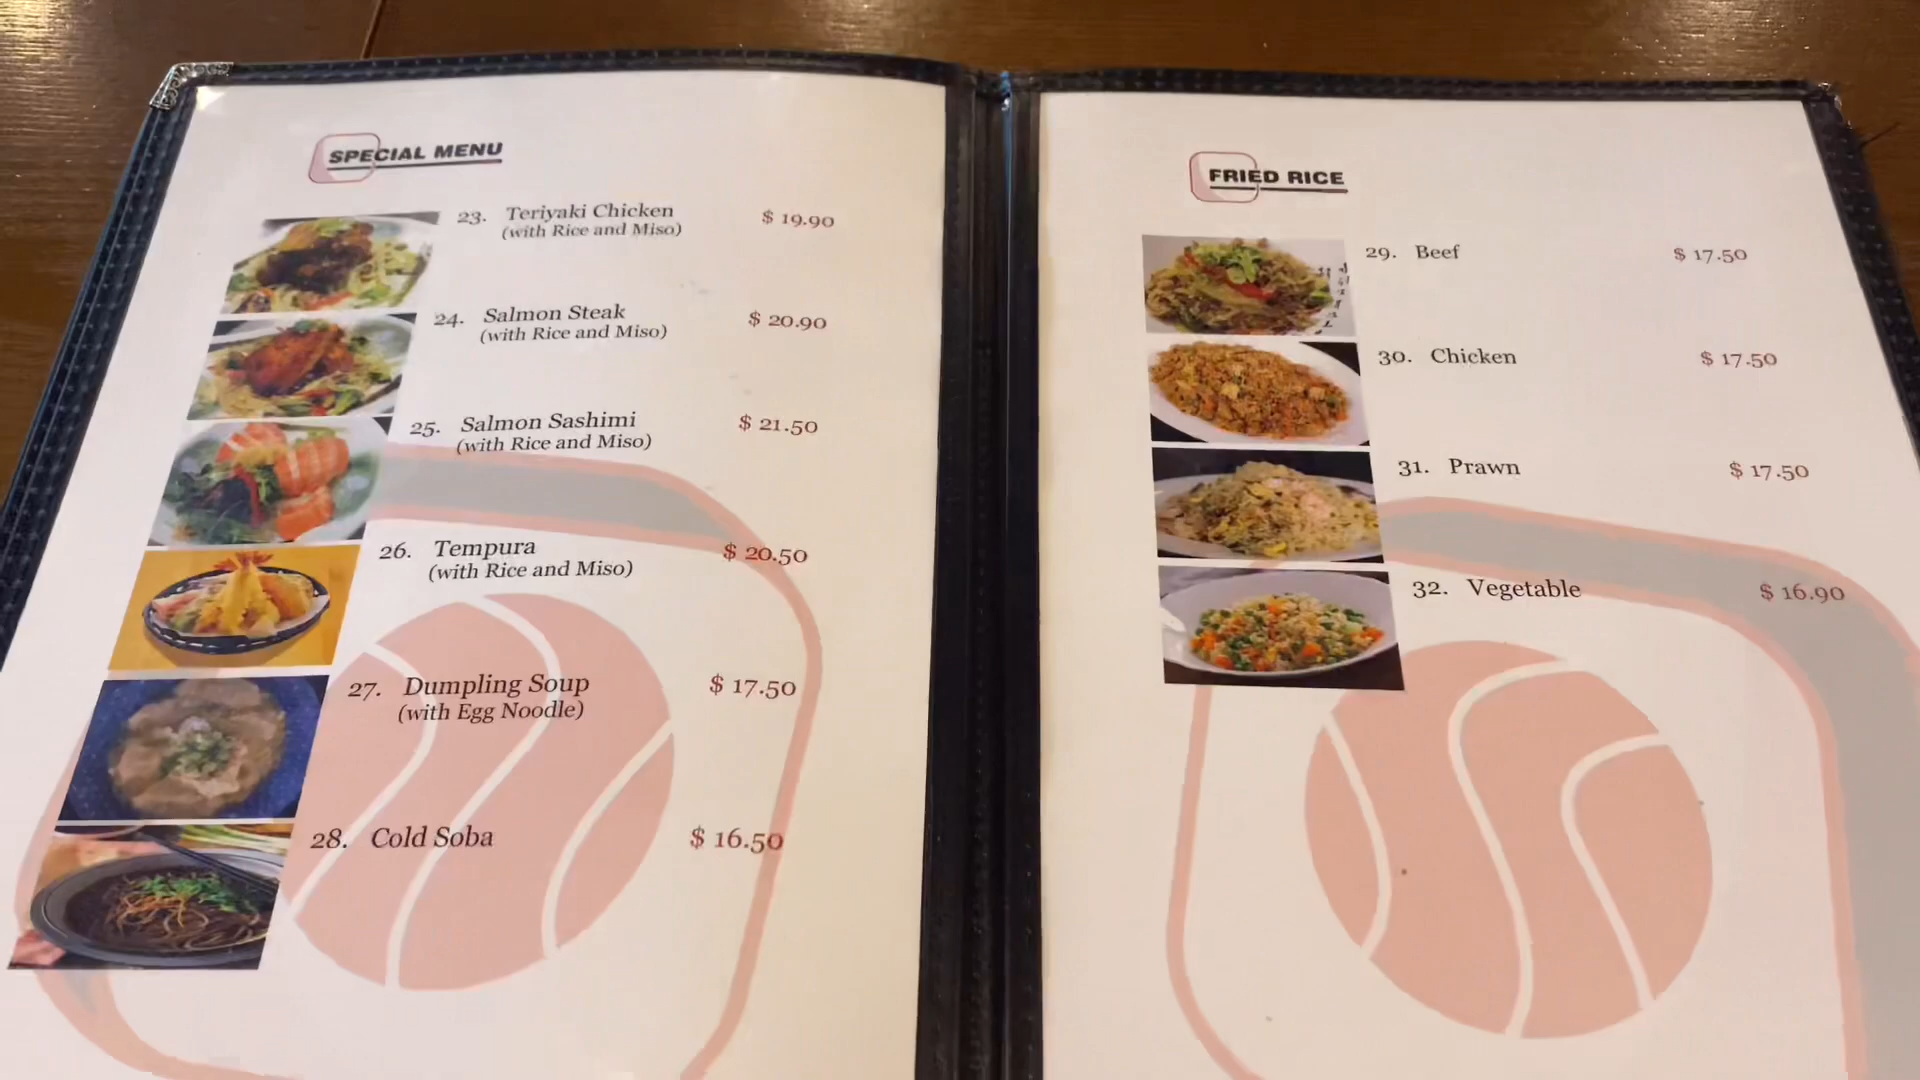 SPECIAL MENU
23. Teriyaki Chicken $ 19.90
(with Rice and Miso)
24. Salmon Steak $ 20.90
(with Rice and Miso)
25. Salmon Sashimi $ 21.50
(with Rice and Miso)
26. Tempura $ 20.50
(with Rice and Miso)
27. Dumpling Soup $ 17.50
(with Egg Noodle)
28. Cold Soba $ 16.50
FRIED RICE
29. Beef $ 17.50
30. Chicken $ 17.50
31. Prawn $ 17.50
32. Vegetable $ 16.90